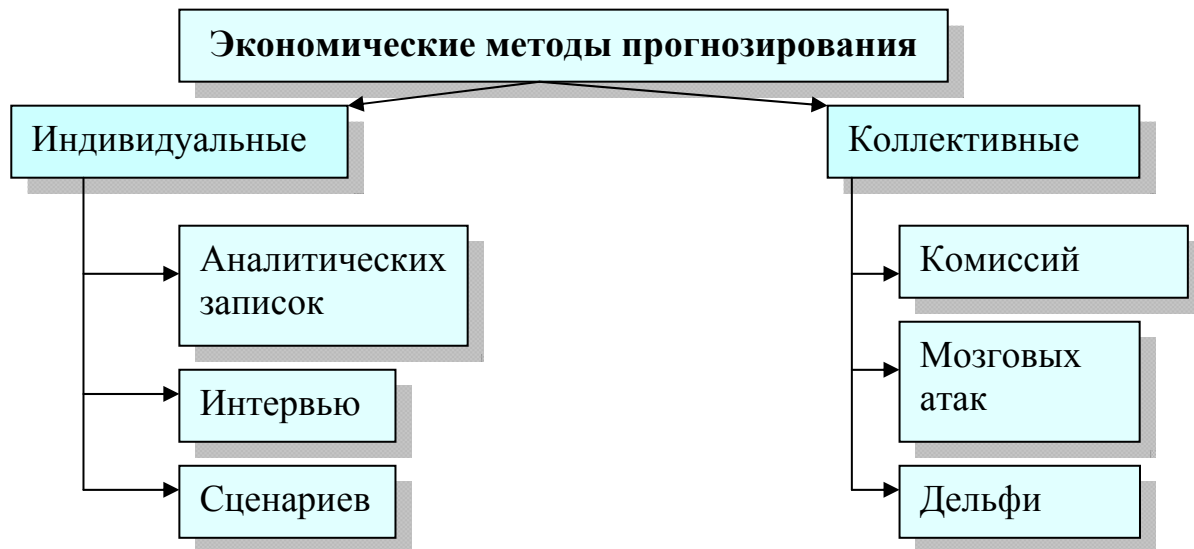 Экономические методы прогнозирования
Индивидуальные
Коллективные
Аналитических
записок
Интервью
Сценариев
Комиссий
Мозговых
атак
Дельфи